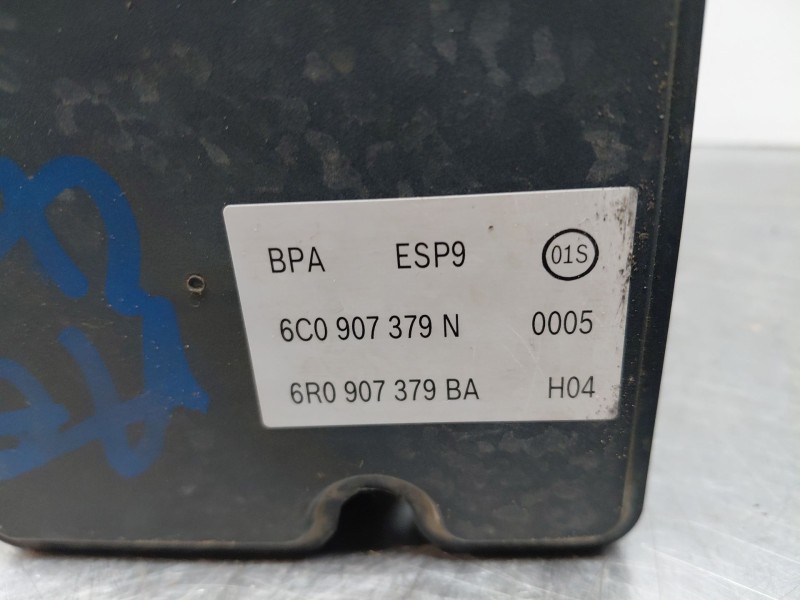 BPA ESP9 01S
6C0 907 379 N 0005
6R0 907 379 BA H04